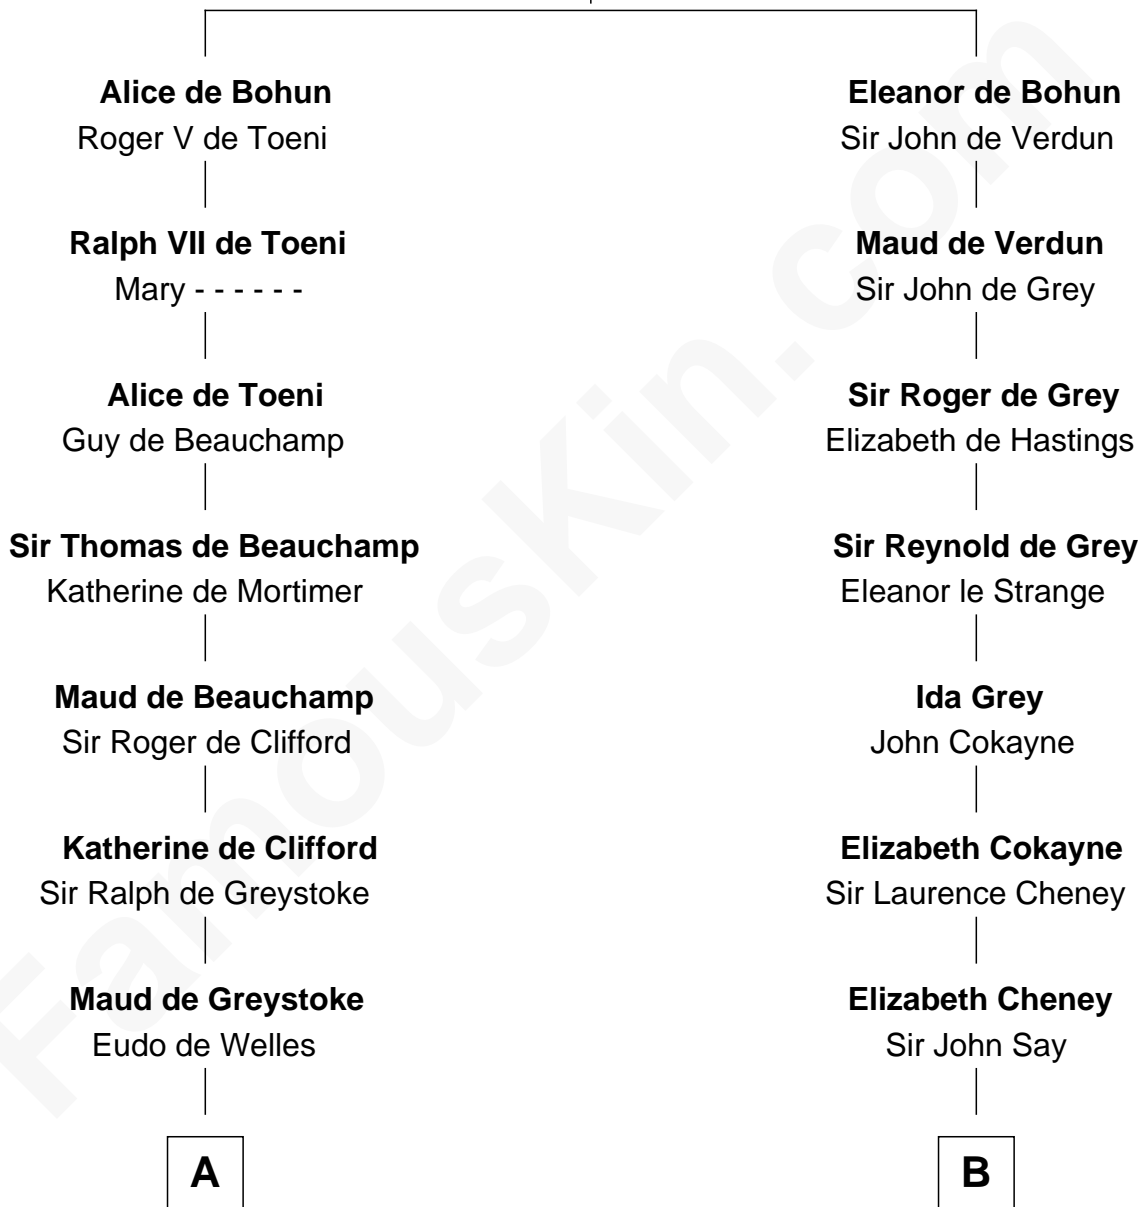 Alice de Bohun
Roger V de Toeni
Ralph VII de Toeni
Mary - - - - - -
Alice de Toeni
Guy de Beauchamp
Sir Thomas de Beauchamp
Katherine de Mortimer
Maud de Beauchamp
Sir Roger de Clifford
Katherine de Clifford
Sir Ralph de Greystoke
Maud de Greystoke
Eudo de Welles
A
Eleanor de Bohun
Sir John de Verdun
Maud de Verdun
Sir John de Grey
Sir Roger de Grey
Elizabeth de Hastings
Sir Reynold de Grey
Eleanor le Strange
Ida Grey
John Cokayne
Elizabeth Cokayne
Sir Laurence Cheney
Elizabeth Cheney
Sir John Say
B
FamousKin.com